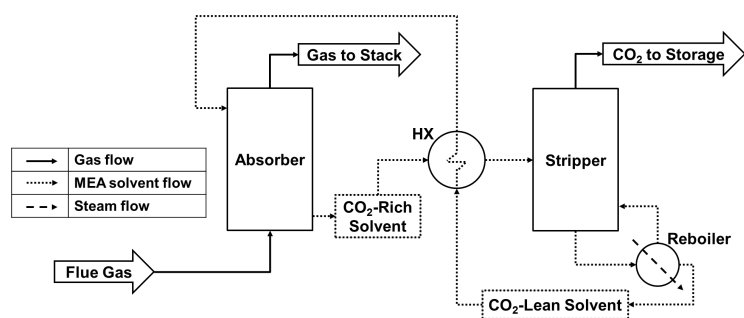 Gas to Stack
CO₂ to Storage
HX
Absorber
Stripper
Gas flow
MEA solvent flow
Steam flow
CO₂-Rich
Solvent
Reboiler
Flue Gas
CO₂-Lean Solvent